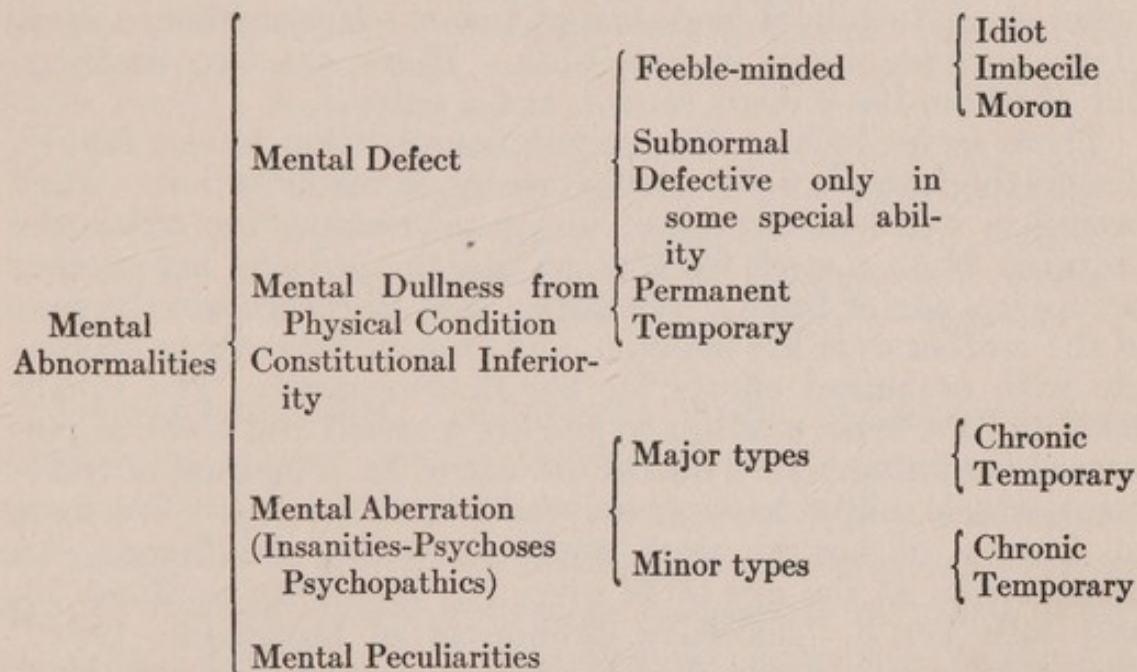 Idiot
Feeble-minded
Imbecile
Moron
Mental Defect
Subnormal
Defective only in
some special abil-
ity
Mental Dullness from
Physical Condition
Permanent
Temporary
Mental
Abnormalities
Constitutional Inferior-
ity
Major types
Chronic
Temporary
Mental Aberration
(Insanities-Psychoses
Psychopathics)
Minor types
Chronic
Temporary
Mental Peculiarities